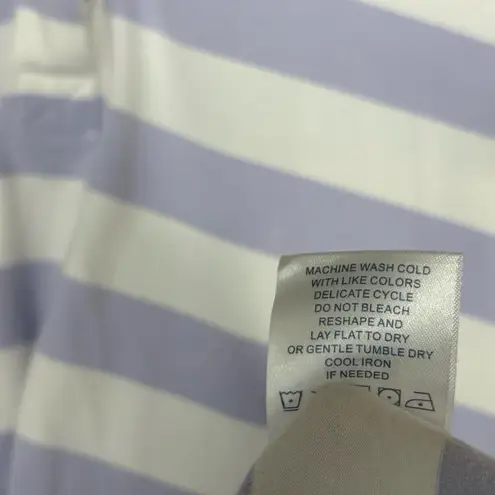 MACHINE WASH COLD
WITH LIKE COLORS
DELICATE CYCLE
DO NOT BLEACH
RESHAPE AND
LAY FLAT TO DRY
OR GENTLE TUMBLE DRY
COOL IRON
IF NEEDED